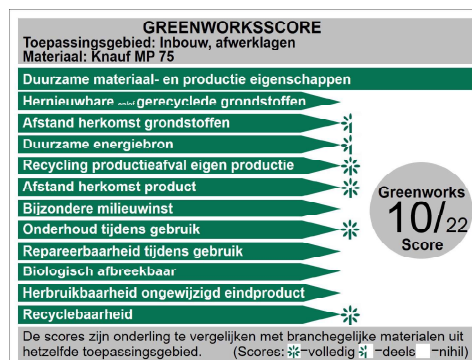 GREENWORKSSCORE
Toepassingsgebied: Inbouw, afwerklagen
Materiaal: Knauf MP 75
Duurzame materiaal- en productie eigenschappen
Hernieuwbare en/of gerecyclede grondstoffen
Afstand herkomst grondstoffen
Duurzame energiebron
Recycling productieafval eigen productie
Afstand herkomst product
Bijzondere milieuwinst
Onderhoud tijdens gebruik
Repareerbaarheid tijdens gebruik
Biologisch afbreekbaar
Herbruikbaarheid ongewijzigd eindproduct
Recyclebaarheid
Greenworks
10/22
Score
De scores zijn onderling te vergelijken met branchegelijke materialen uit
hetzelfde toepassingsgebied. (Scores: =volledig =deels =nihil)